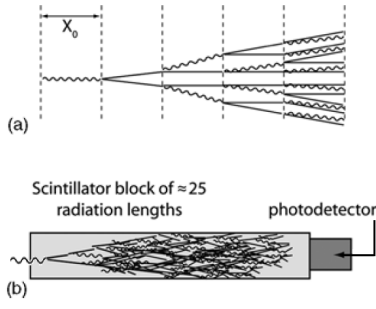 X₀
(a)
Scintillator block of ≈25
radiation lengths
photodetector
(b)